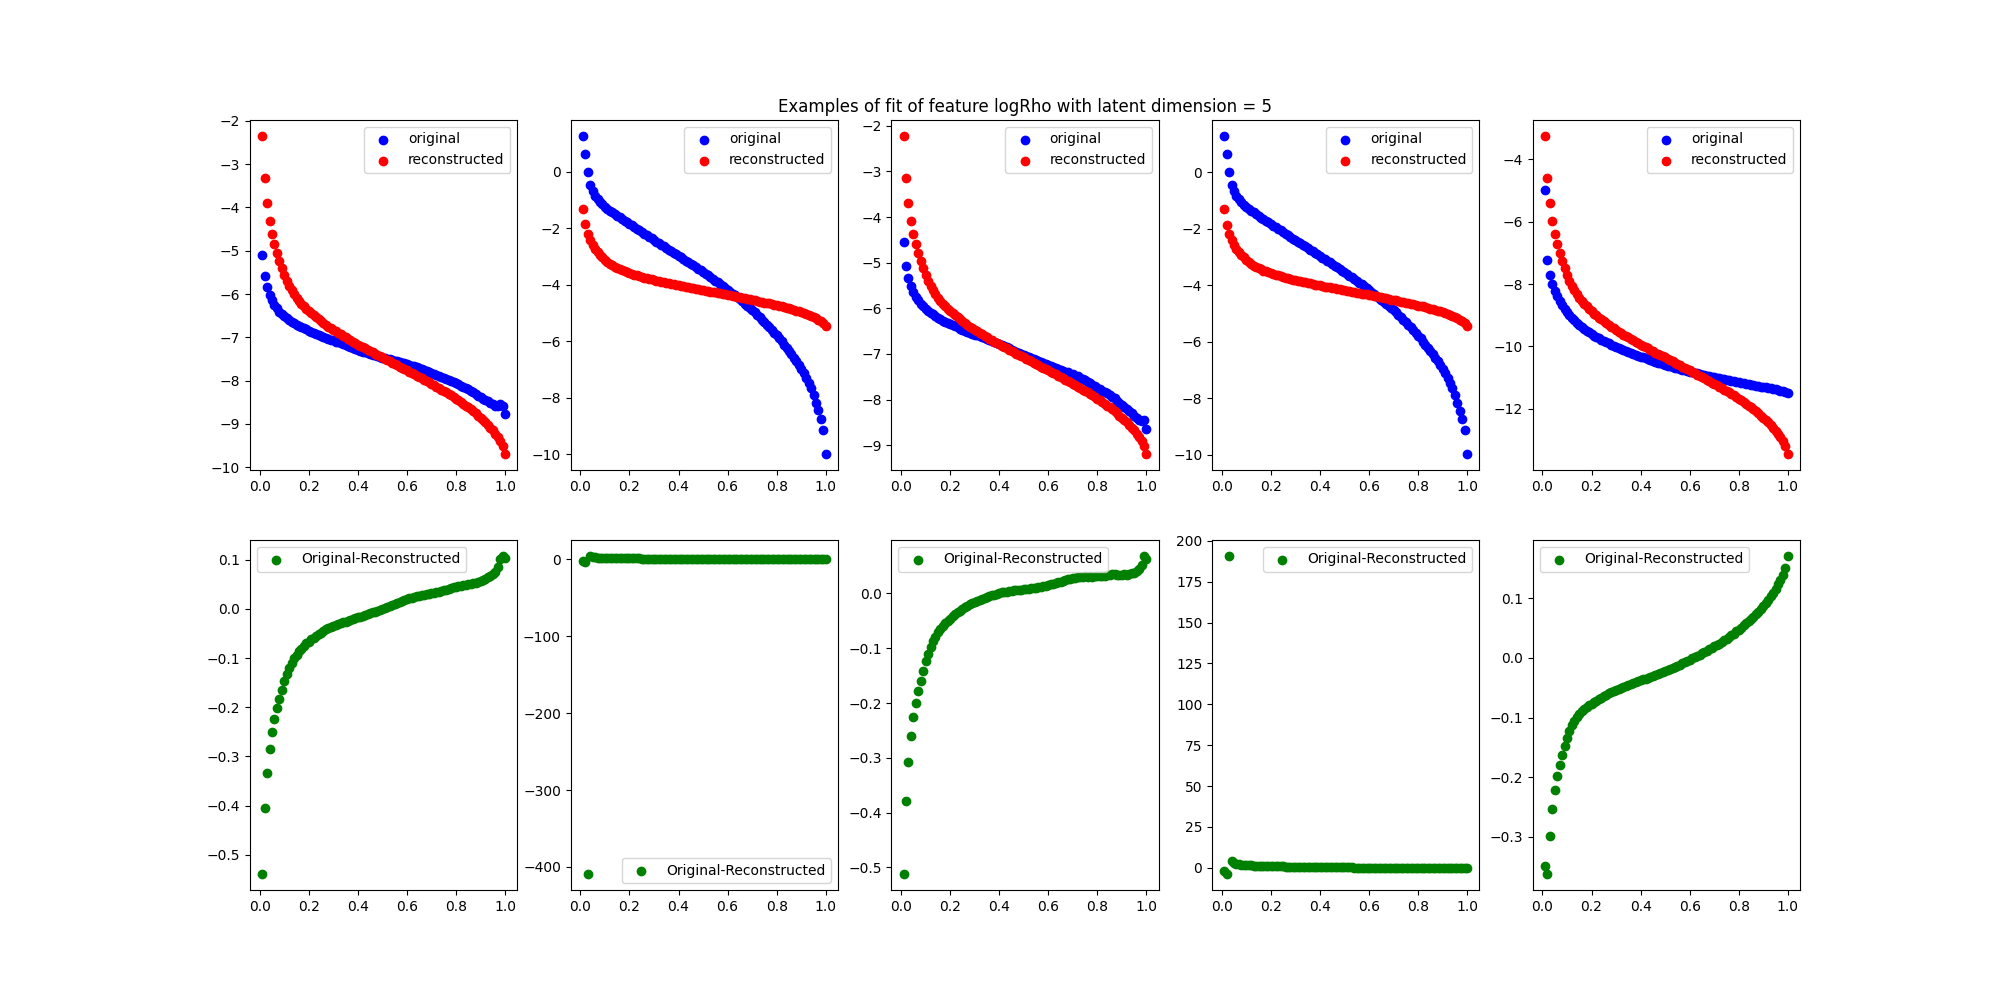 Examples of fit of feature logRho with latent dimension = 5
original
reconstructed
−2
−3
−4
−5
−6
−7
−8
−9
−10
0.0 0.2 0.4 0.6 0.8 1.0
original
reconstructed
0
−2
−4
−6
−8
−10
0.0 0.2 0.4 0.6 0.8 1.0
original
reconstructed
−2
−3
−4
−5
−6
−7
−8
−9
0.0 0.2 0.4 0.6 0.8 1.0
original
reconstructed
0
−2
−4
−6
−8
−10
0.0 0.2 0.4 0.6 0.8 1.0
original
reconstructed
−4
−6
−8
−10
−12
0.0 0.2 0.4 0.6 0.8 1.0
Original-Reconstructed
0.1
0.0
−0.1
−0.2
−0.3
−0.4
−0.5
0.0 0.2 0.4 0.6 0.8 1.0
0
−100
−200
−300
−400
Original-Reconstructed
0.0 0.2 0.4 0.6 0.8 1.0
Original-Reconstructed
0.0
−0.1
−0.2
−0.3
−0.4
−0.5
0.0 0.2 0.4 0.6 0.8 1.0
Original-Reconstructed
200
175
150
125
100
75
50
25
0
0.0 0.2 0.4 0.6 0.8 1.0
Original-Reconstructed
0.1
0.0
−0.1
−0.2
−0.3
0.0 0.2 0.4 0.6 0.8 1.0